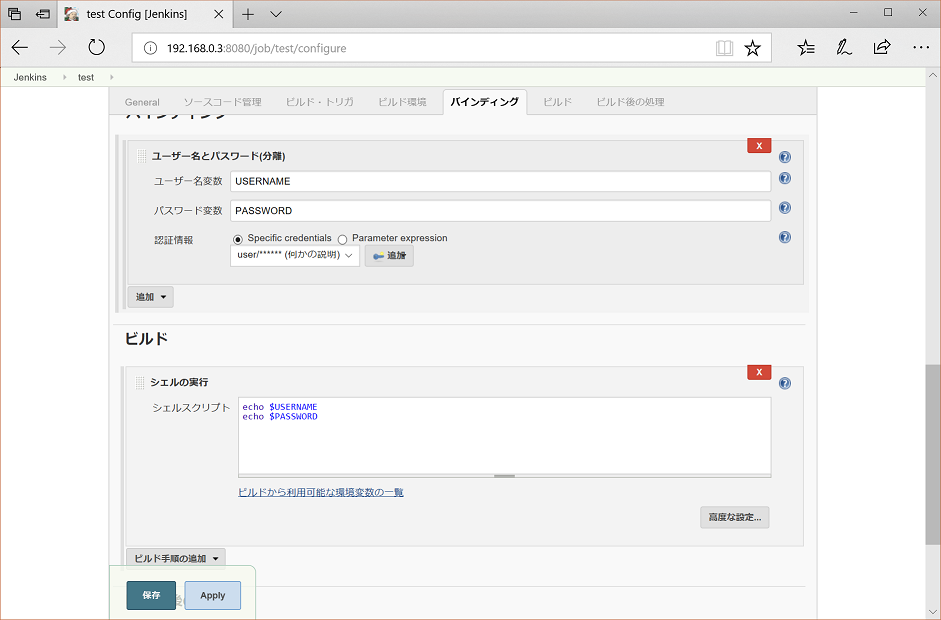 test Config [Jenkins]
192.168.0.3:8080/job/test/configure
Jenkins test
General ソースコード管理 ビルド・トリガ ビルド環境 バインディング ビルド ビルド後の処理
バインディング
X
ユーザー名とパスワード(分離)
ユーザー名変数 USERNAME
パスワード変数 PASSWORD
認証情報 Specific credentials Parameter expression
user/****** (何かの説明) 追加
追加
ビルド
X
シェルの実行
シェルスクリプト echo $USERNAME
echo $PASSWORD
ビルドから利用可能な環境変数の一覧
高度な設定...
ビルド手順の追加
保存 Apply